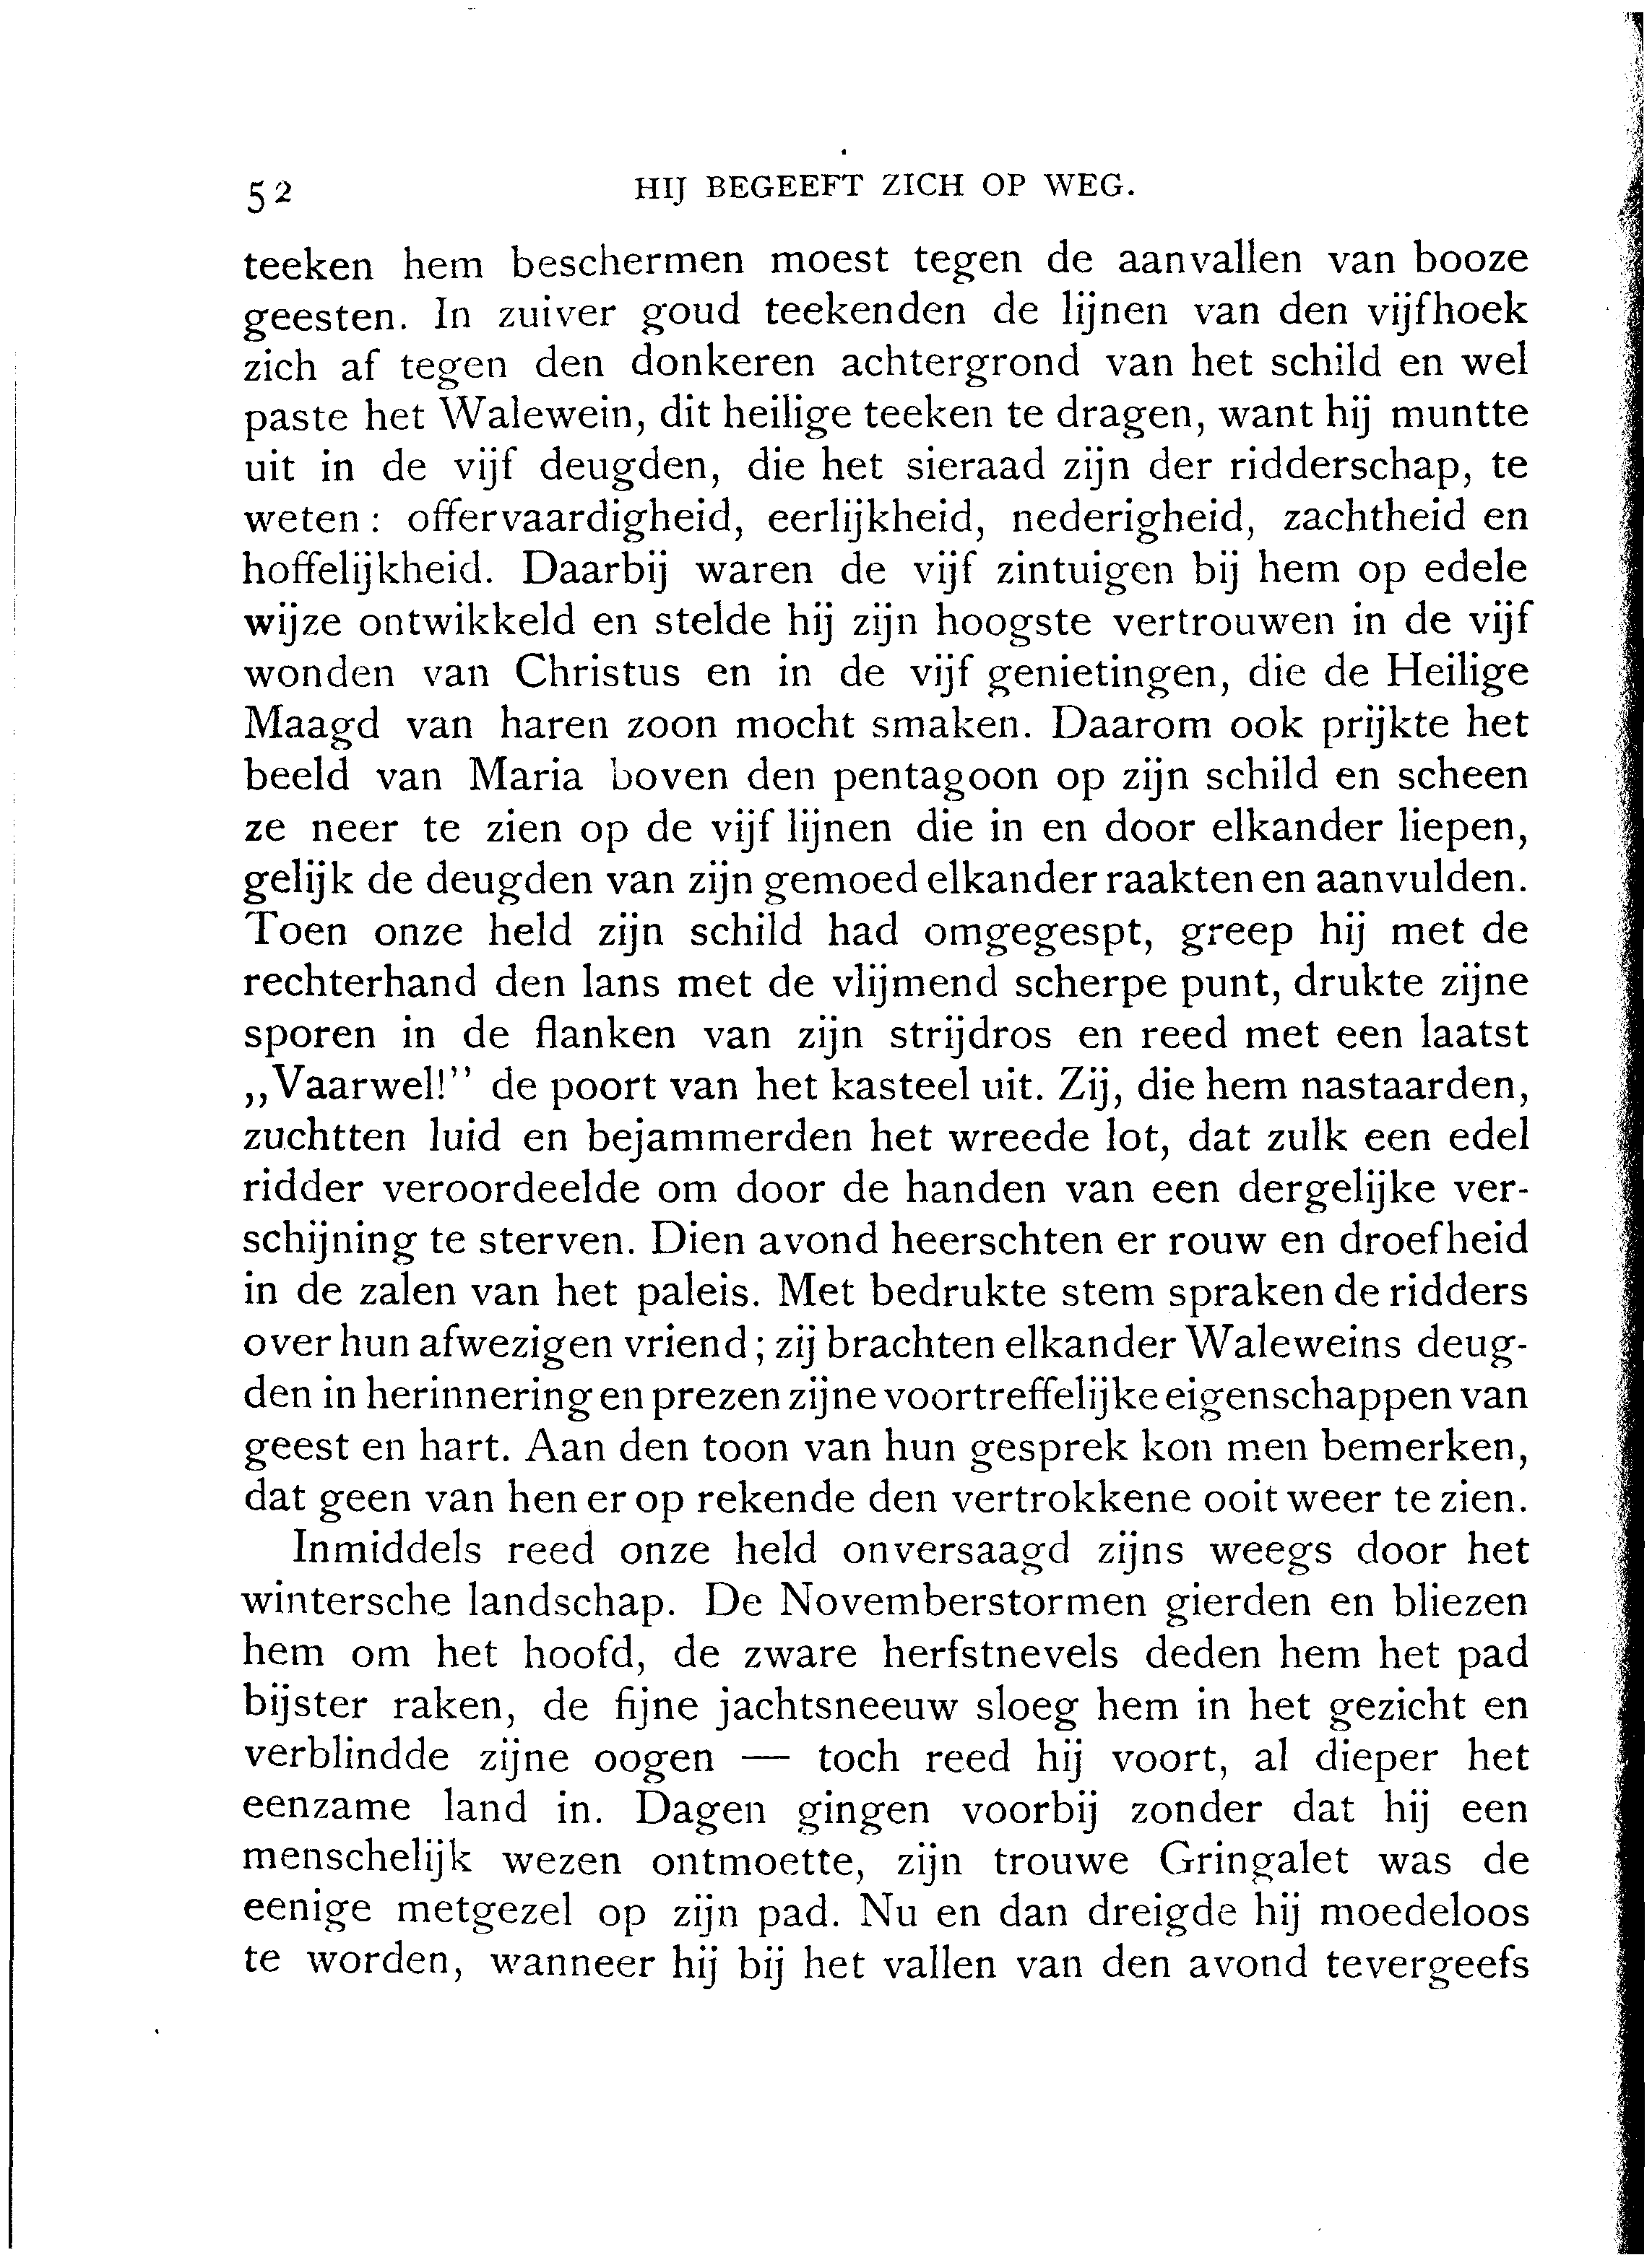 52 HIJ BEGEEFT ZICH OP WEG.
teeken hem beschermen moest tegen de aanvallen van booze
geesten. In zuiver goud teekenden de lijnen van den vijfhoek
zich af tegen den donkeren achtergrond van het schild en wel
paste het Walewein, dit heilige teeken te dragen, want hij muntte
uit in de vijf deugden, die het sieraad zijn der ridderschap, te
weten: offervaardigheid, eerlijkheid, nederigheid, zachtheid en
hoffelijkheid. Daarbij waren de vijf zintuigen bij hem op edele
wijze ontwikkeld en stelde hij zijn hoogste vertrouwen in de vijf
wonden van Christus en in de vijf genietingen, die de Heilige
Maagd van haren zoon mocht smaken. Daarom ook prijkte het
beeld van Maria boven den pentagoon op zijn schild en scheen
ze neer te zien op de vijf lijnen die in en door elkander liepen,
gelijk de deugden van zijn gemoed elkander raakten en aanvulden.
Toen onze held zijn schild had omgegespt, greep hij met de
rechterhand den lans met de vlijmend scherpe punt, drukte zijne
sporen in de flanken van zijn strijdros en reed met een laatst
„Vaarwel!” de poort van het kasteel uit. Zij, die hem nastaarden,
zuchtten luid en bejammerden het wreede lot, dat zulk een edel
ridder veroordeelde om door de handen van een dergelijke ver-
schijning te sterven. Dien avond heerschten er rouw en droefheid
in de zalen van het paleis. Met bedrukte stem spraken de ridders
over hun afwezigen vriend; zij brachten elkander Waleweins deug-
den in herinnering en prezen zijne voortreffelijke eigenschappen van
geest en hart. Aan den toon van hun gesprek kon men bemerken,
dat geen van hen er op rekende den vertrokkene ooit weer te zien.
Inmiddels reed onze held onversaagd zijns weegs door het
wintersche landschap. De Novemberstormen gierden en bliezen
hem om het hoofd, de zware herfstnevels deden hem het pad
bijster raken, de fijne jachtsneeuw sloeg hem in het gezicht en
verblindde zijne oogen — toch reed hij voort, al dieper het
eenzame land in. Dagen gingen voorbij zonder dat hij een
menschelijk wezen ontmoette, zijn trouwe Gringalet was de
eenige metgezel op zijn pad. Nu en dan dreigde hij moedeloos
te worden, wanneer hij bij het vallen van den avond tevergeefs